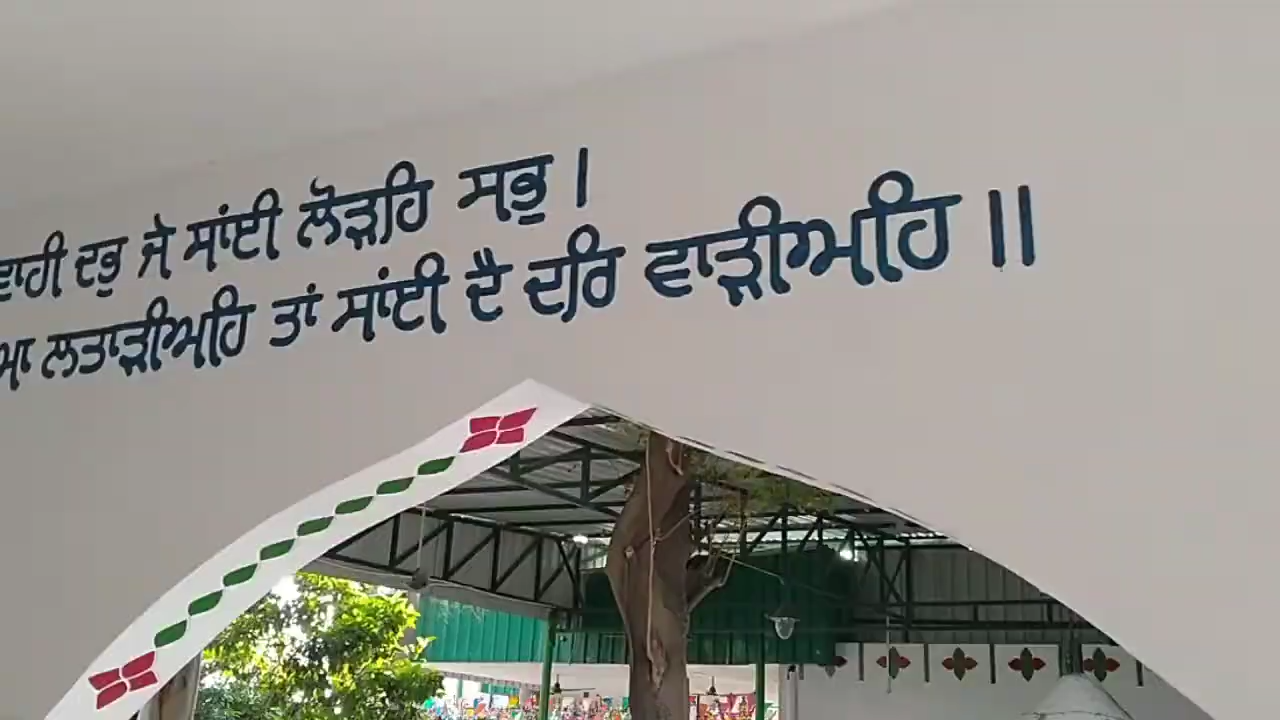 ਦਭੁ ਜੇ ਸਾਂਈ ਲੋੜਹਿ ਸਭੁ ।
ਲਤਾੜੀਅਹਿ ਤਾਂ ਸਾਂਈ ਦੈ ਦਰਿ ਵਾੜੀਅਹਿ ॥